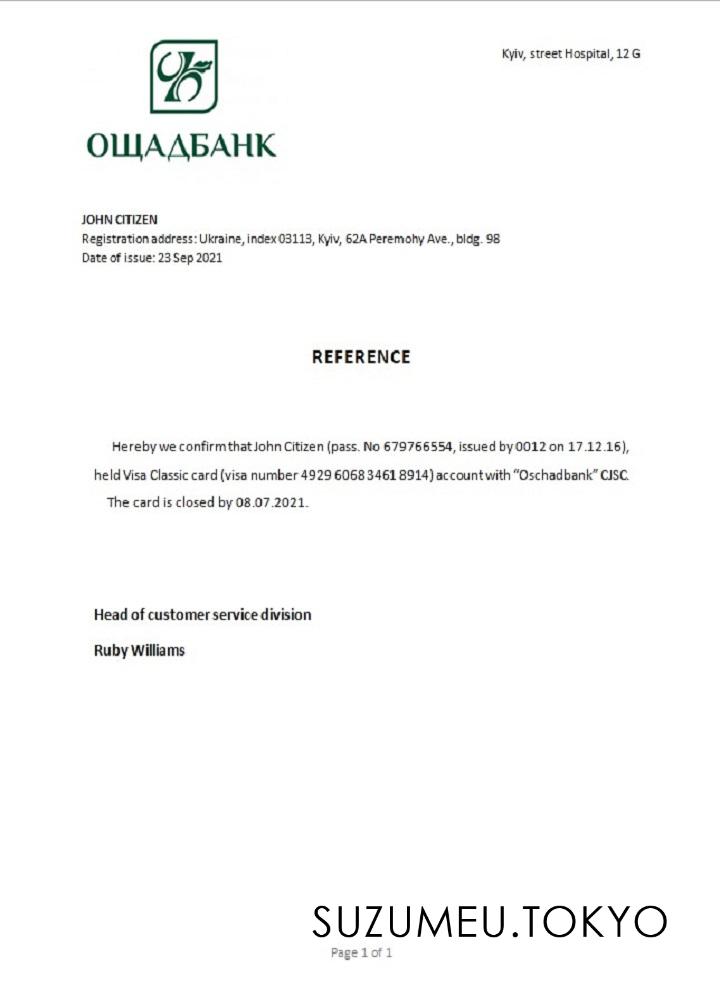 Kyiv, street Hospital, 12 G
ОЩАДБАНК
JOHN CITIZEN
Registration address: Ukraine, index 03113, Kyiv, 62A Peremohy Ave., bldg. 98
Date of issue: 23 Sep 2021
REFERENCE
Hereby we confirm that John Citizen (pass. No 679766554, issued by 0012 on 17.12.16),
held Visa Classic card (visa number 4929 6068 3461 8914) account with “Oschadbank” CJSC.
The card is closed by 08.07.2021.
Head of customer service division
Ruby Williams
SUZUMEU.TOKYO
Page 1 of 1